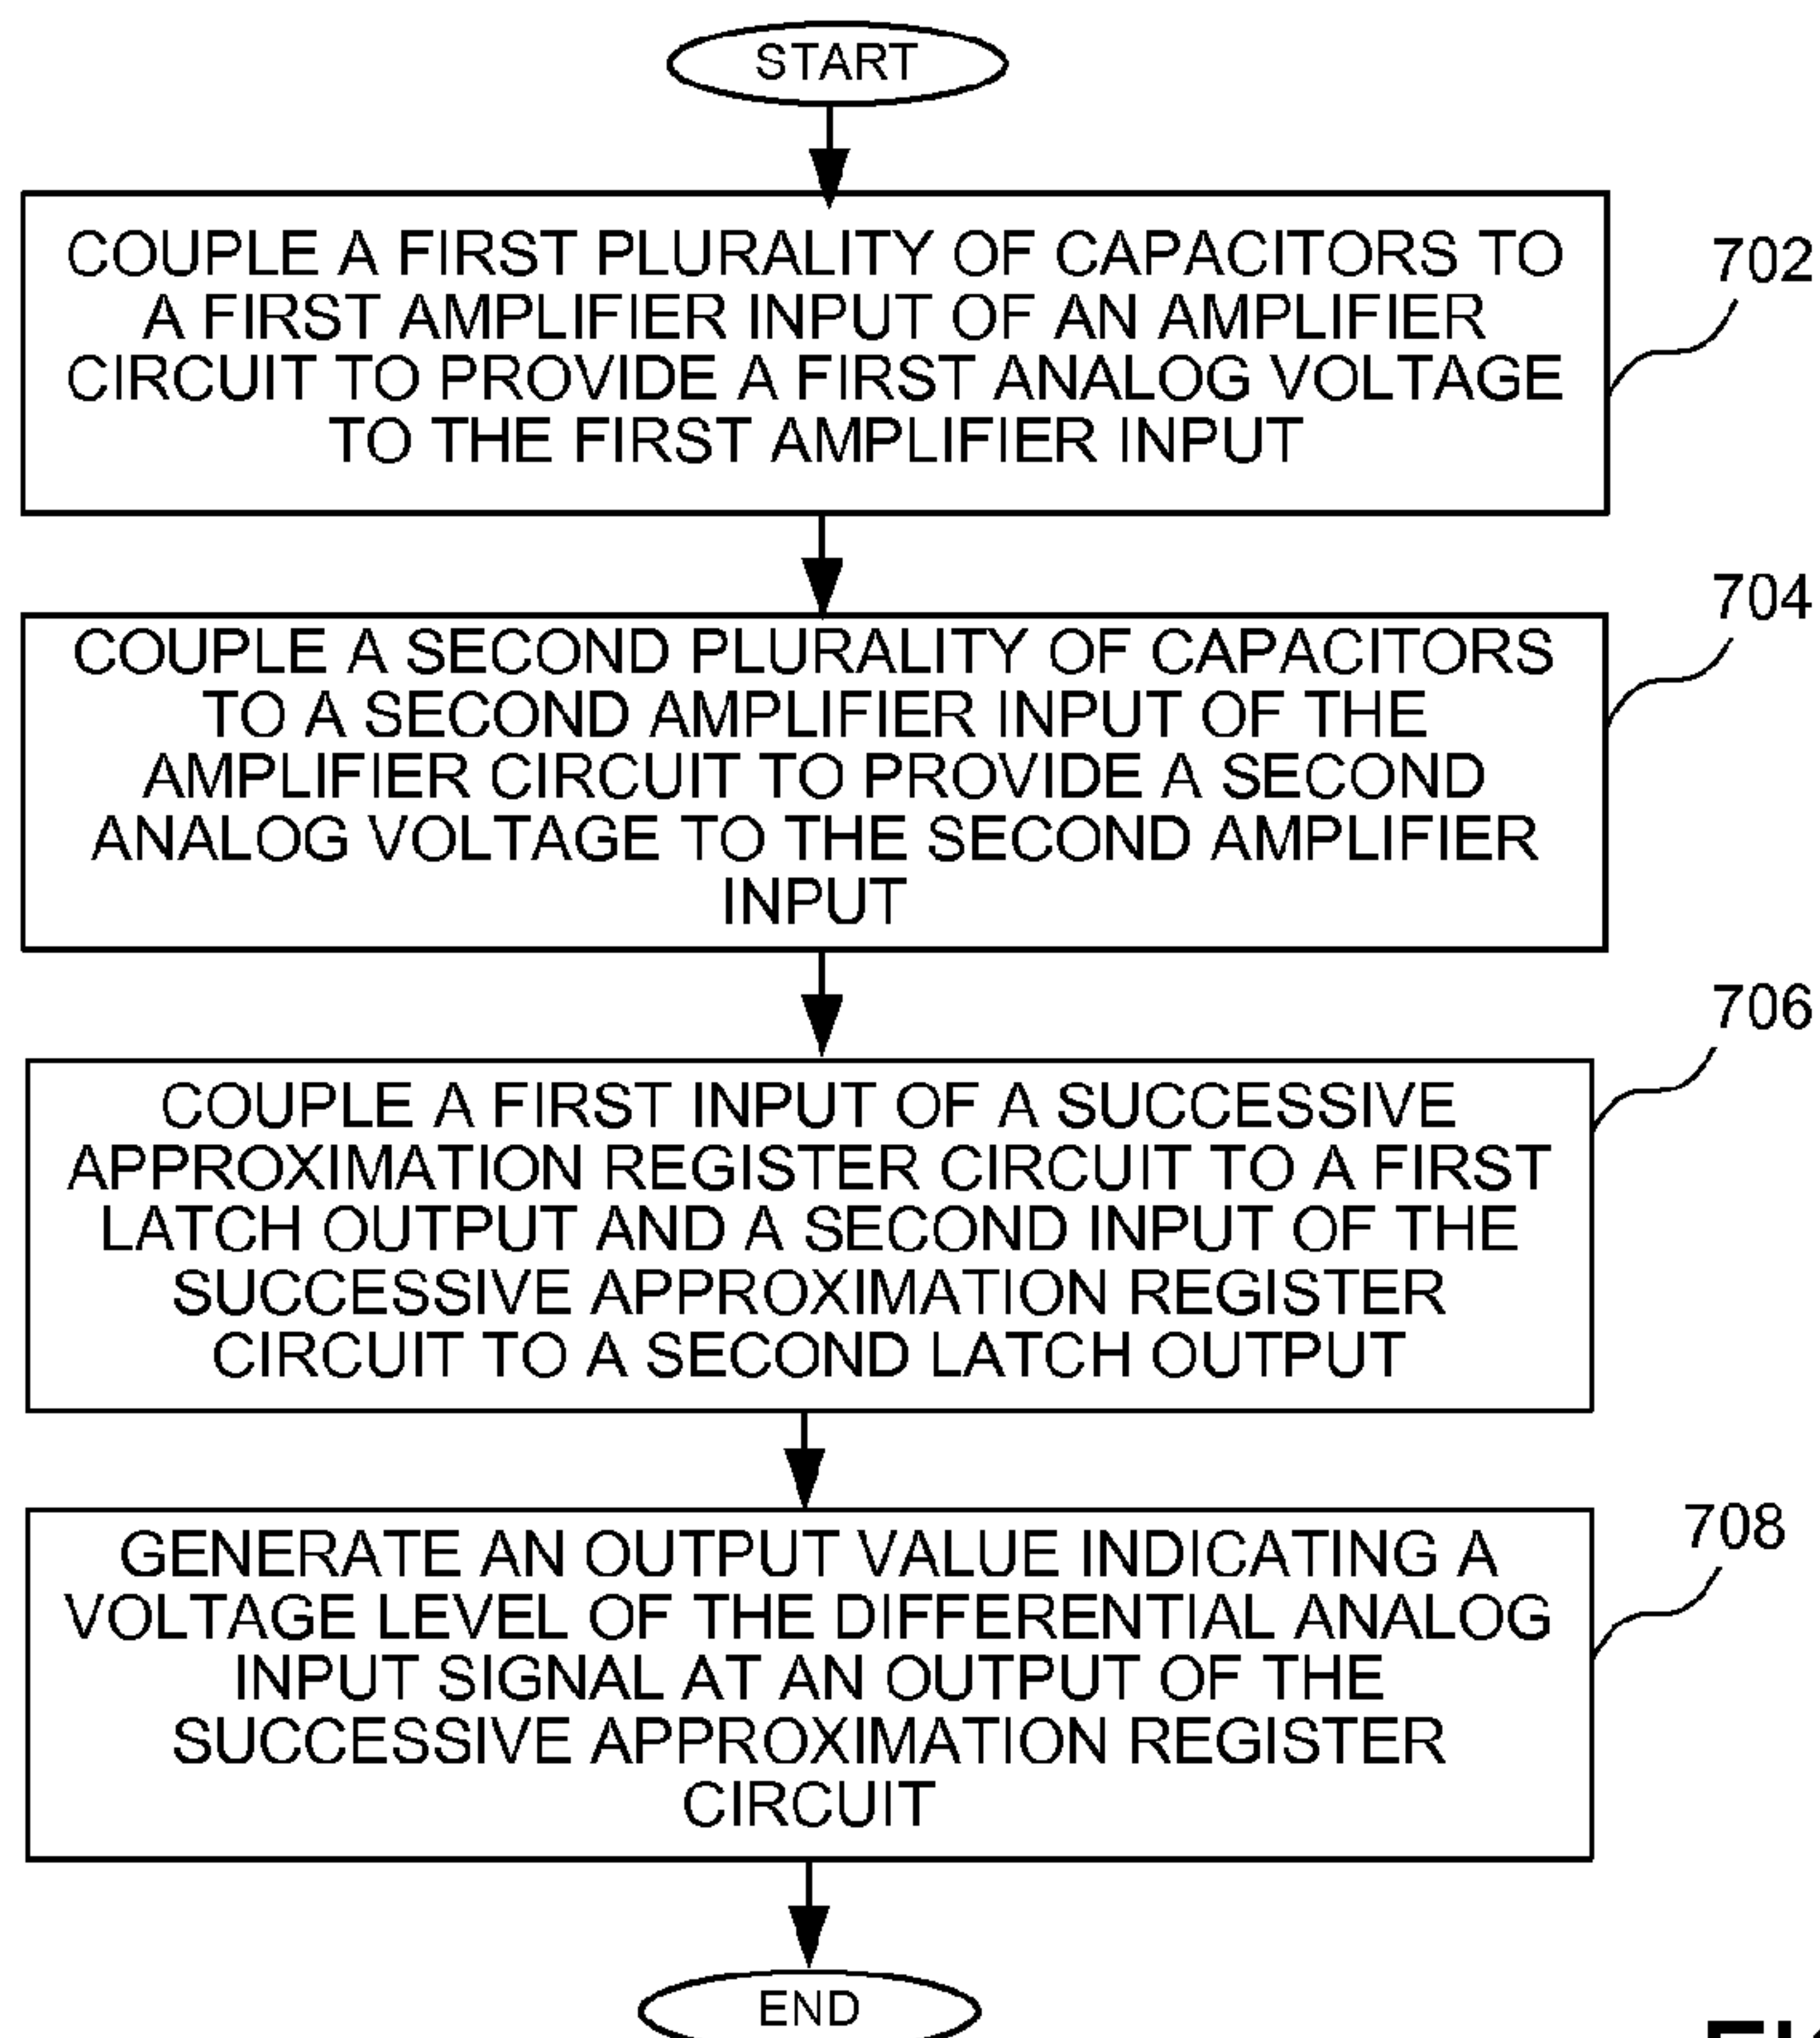 START
COUPLE A FIRST PLURALITY OF CAPACITORS TO
A FIRST AMPLIFIER INPUT OF AN AMPLIFIER
CIRCUIT TO PROVIDE A FIRST ANALOG VOLTAGE
TO THE FIRST AMPLIFIER INPUT
702
COUPLE A SECOND PLURALITY OF CAPACITORS
TO A SECOND AMPLIFIER INPUT OF THE
AMPLIFIER CIRCUIT TO PROVIDE A SECOND
ANALOG VOLTAGE TO THE SECOND AMPLIFIER
INPUT
704
COUPLE A FIRST INPUT OF A SUCCESSIVE
APPROXIMATION REGISTER CIRCUIT TO A FIRST
LATCH OUTPUT AND A SECOND INPUT OF THE
SUCCESSIVE APPROXIMATION REGISTER
CIRCUIT TO A SECOND LATCH OUTPUT
706
GENERATE AN OUTPUT VALUE INDICATING A
VOLTAGE LEVEL OF THE DIFFERENTIAL ANALOG
INPUT SIGNAL AT AN OUTPUT OF THE
SUCCESSIVE APPROXIMATION REGISTER
CIRCUIT
708
END